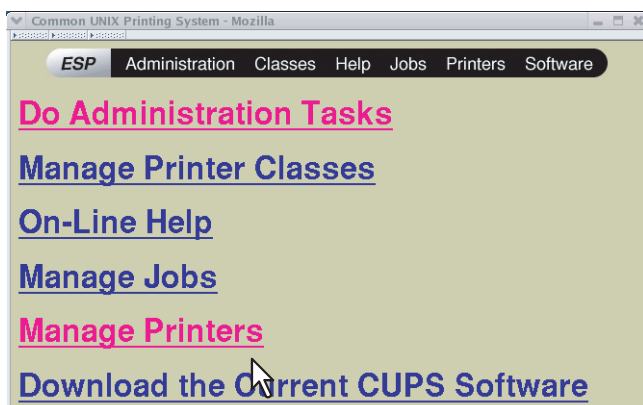 Common UNIX Printing System - Mozilla
ESP Administration Classes Help Jobs Printers Software
Do Administration Tasks
Manage Printer Classes
On-Line Help
Manage Jobs
Manage Printers
Download the Current CUPS Software